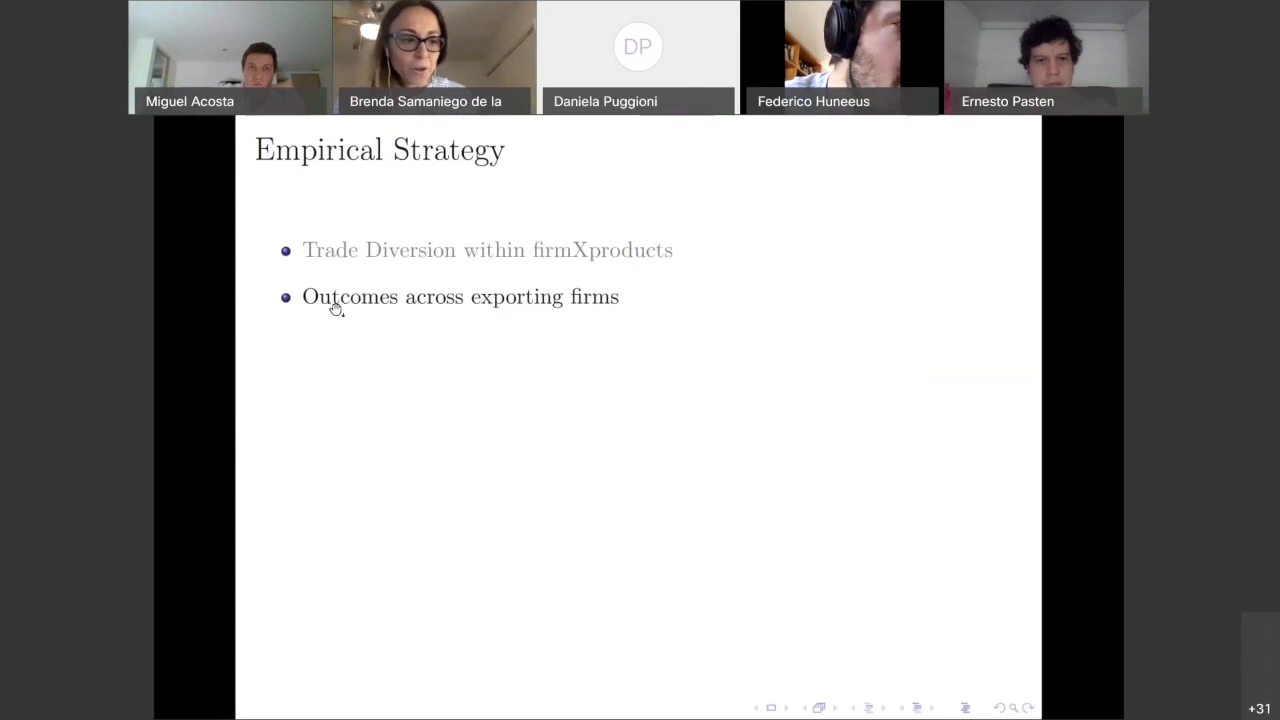 DP
Miguel Acosta
Brenda Samaniego de la
Daniela Puggioni
Federico Huneeus
Ernesto Pasten
Empirical Strategy
Trade Diversion within firmXproducts
Outcomes across exporting firms
+31